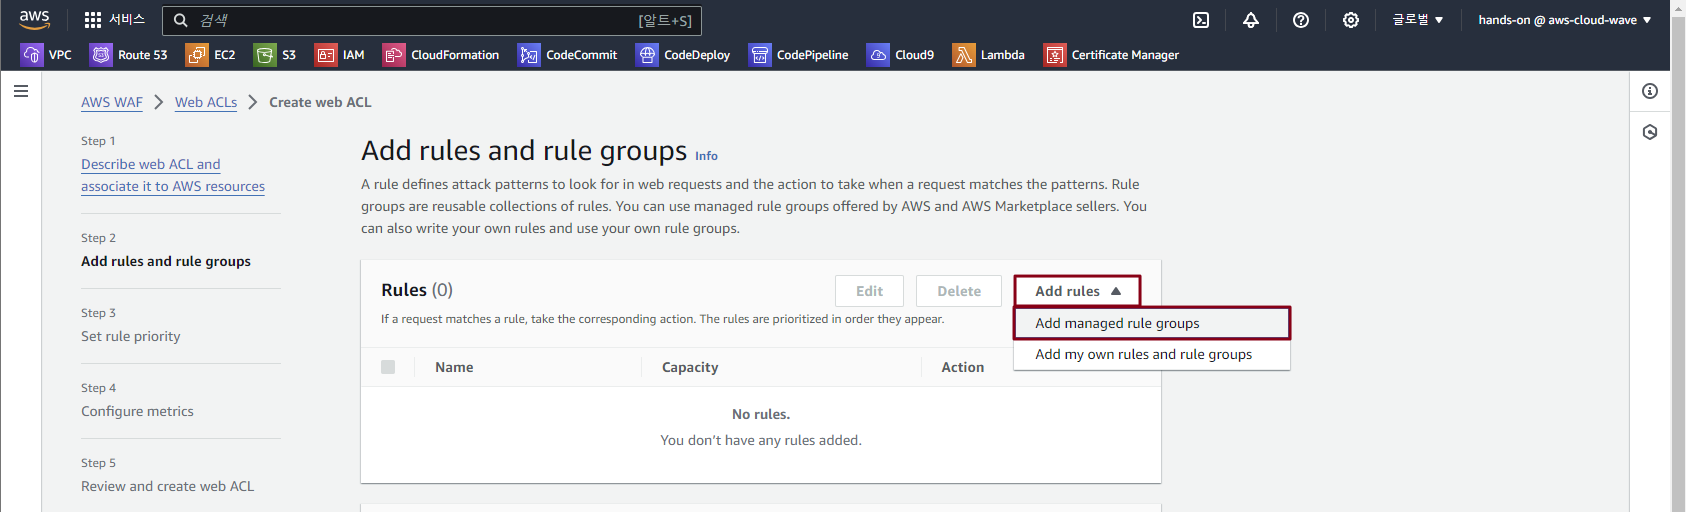 aws
서비스
검색
[알트+S]
글로벌
hands-on @ aws-cloud-wave
VPC
Route 53
EC2
S3
IAM
CloudFormation
CodeCommit
CodeDeploy
CodePipeline
Cloud9
Lambda
Certificate Manager
AWS WAF
Web ACLs
Create web ACL
Step 1
Describe web ACL and
associate it to AWS resources
Step 2
Add rules and rule groups
Step 3
Set rule priority
Step 4
Configure metrics
Step 5
Review and create web ACL
Add rules and rule groups Info
A rule defines attack patterns to look for in web requests and the action to take when a request matches the patterns. Rule
groups are reusable collections of rules. You can use managed rule groups offered by AWS and AWS Marketplace sellers. You
can also write your own rules and use your own rule groups.
Rules (0)
Edit
Delete
Add rules
If a request matches a rule, take the corresponding action. The rules are prioritized in order they appear.
Add managed rule groups
Add my own rules and rule groups
Name
Capacity
Action
No rules.
You don't have any rules added.